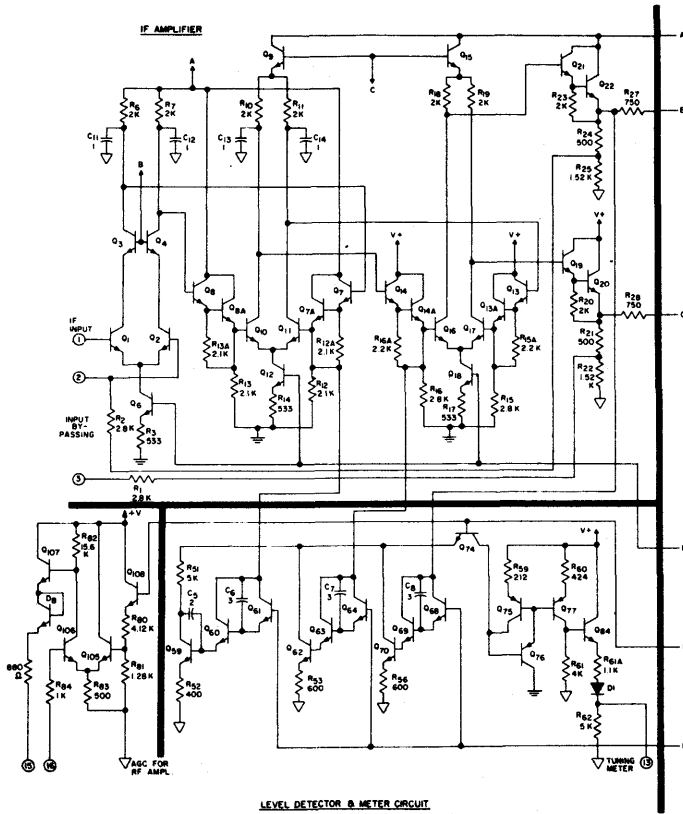 IF AMPLIFIER
A
Q9
Q15
C
A
Q21
Q22
R23
2K
R27
750
B
R24
500
R25
1.52K
R6
2K
R7
2K
R10
2K
R11
2K
R18
2K
R19
2K
C11
1
C12
1
C13
1
C14
1
B
Q3
Q4
V+
V+
V+
Q8
Q8A
Q10
Q11
Q7A
Q7
Q14
Q14A
Q16
Q17
Q13A
Q13
Q19
Q20
R20
2K
R28
750
R21
500
R22
1.52
K
IF
INPUT
1
Q1
Q2
2
R13A
2.1K
R12A
2.1K
R16A
2.2K
R15A
2.2K
R13
2.1K
Q12
R14
533
R12
2.1K
R16
2.8K
Q18
R17
533
R15
2.8K
INPUT
BY-
PASSING
R2
2.8K
Q6
R3
533
3
R1
2.8K
+V
Q107
R82
15.6
K
Q108
D8
Q106
Q105
R80
4.12K
R81
1.28K
880
Ω
R84
1K
R83
500
15
16
AGC FOR
RF AMPL.
R51
5K
C5
2
C6
3
Q61
Q60
Q59
R52
400
C7
3
Q64
Q63
Q62
R53
600
C8
3
Q68
Q69
Q70
R56
600
Q74
V+
R59
212
R60
424
Q75
Q77
Q84
Q76
R61
4K
R61A
1.1K
D1
R62
5K
TUNING
METER
13
LEVEL DETECTOR & METER CIRCUIT